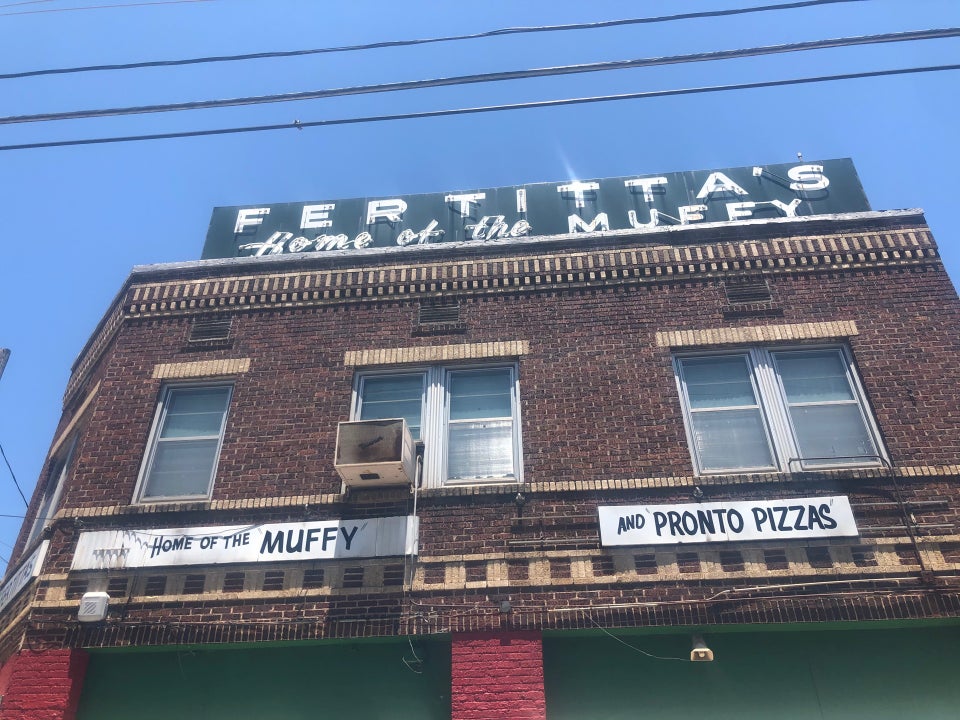 FERTITTA'S
Home of the MUFFY
"HOME OF THE MUFFY"
AND "PRONTO PIZZAS"